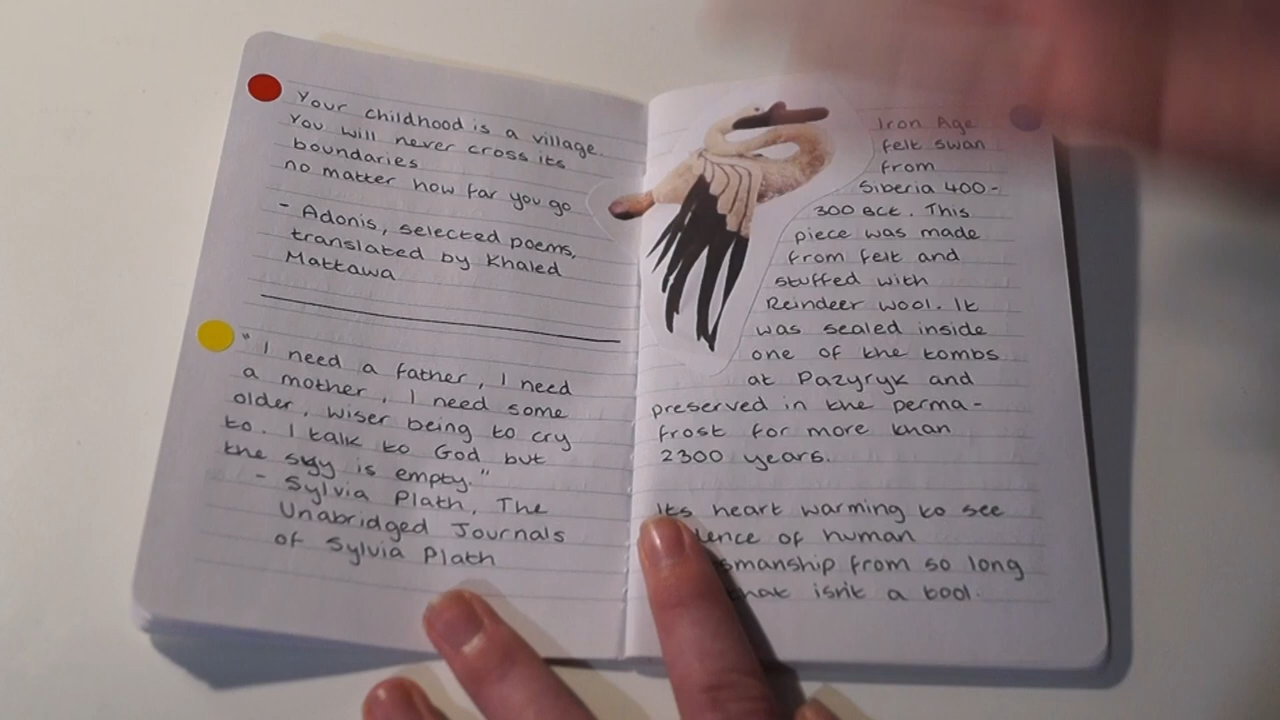 Your childhood is a village.
You will never cross its
boundaries
no matter how far you go
- Adonis, selected poems,
translated by Khaled
Mattawa
"I need a father, I need
a mother, I need some
older, wiser being to cry
to. I talk to God but
the sky is empty."
- Sylvia Plath, The
Unabridged Journals
of Sylvia Plath
Iron Age
felt swan
from
Siberia 400-
300 BCE. This
piece was made
from felt and
stuffed with
Reindeer wool. It
was sealed inside
one of the tombs
at Pazyryk and
preserved in the perma-
frost for more than
2300 years.
Its heart warming to see
of human
from so long
that isn't a tool.